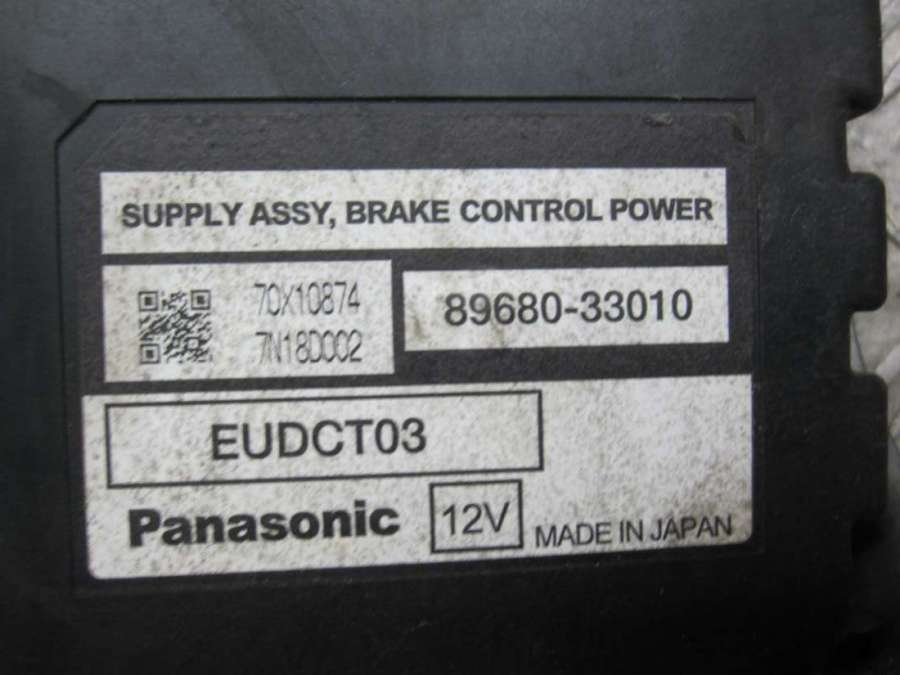 SUPPLY ASSY, BRAKE CONTROL POWER
70X10874
7N18D002
89680-33010
EUDCT03
Panasonic 12V MADE IN JAPAN